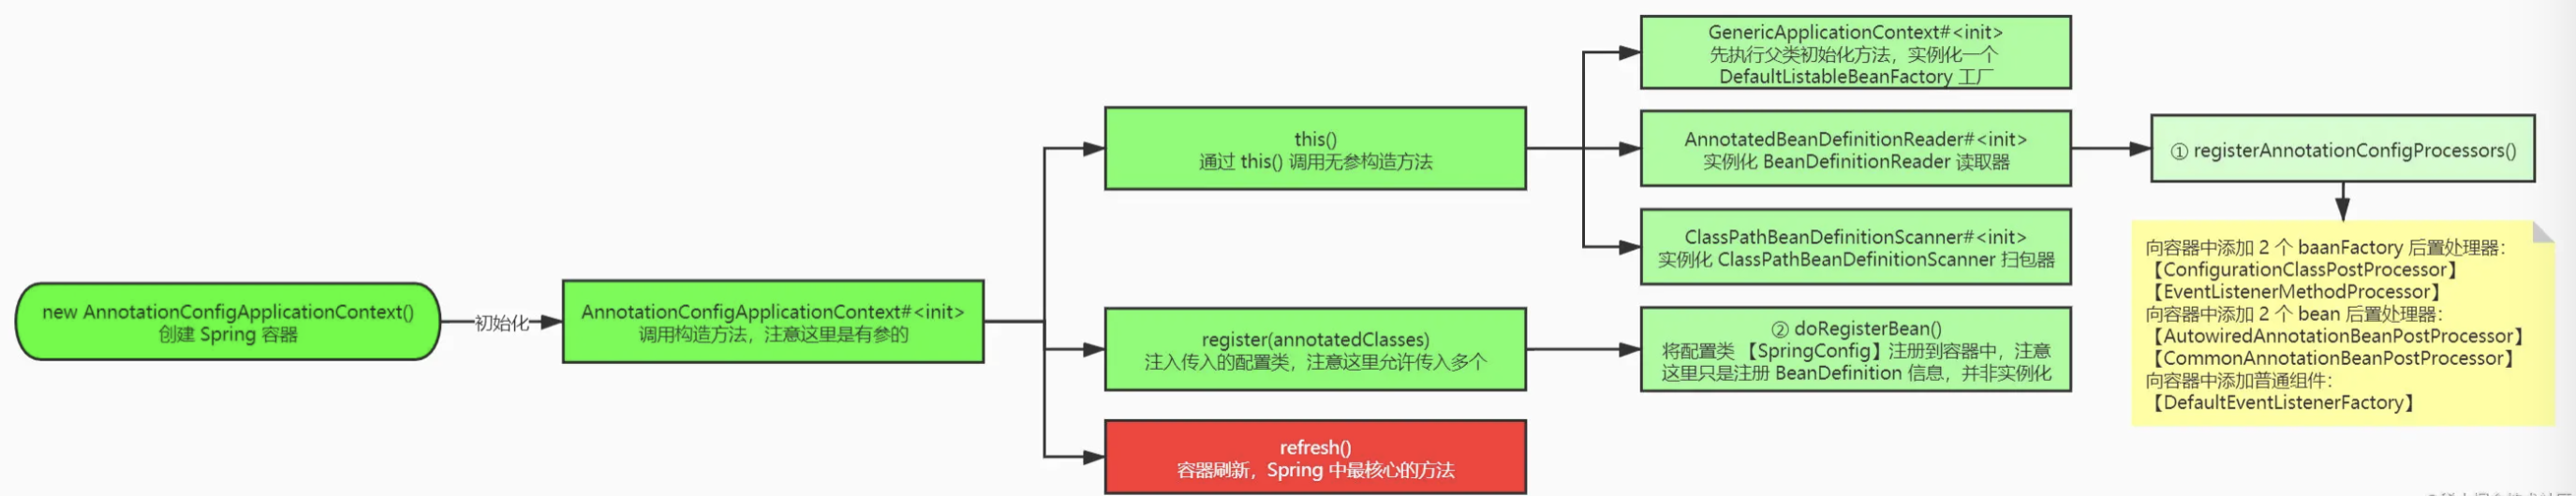 new AnnotationConfigApplicationContext()
创建 Spring 容器
初始化
AnnotationConfigApplicationContext#<init>
调用构造方法，注意这里是有参的
this()
通过 this() 调用无参构造方法
GenericApplicationContext#<init>
先执行父类初始化方法，实例化一个
DefaultListableBeanFactory 工厂
AnnotatedBeanDefinitionReader#<init>
实例化 BeanDefinitionReader 读取器
① registerAnnotationConfigProcessors()
向容器中添加 2 个 baanFactory 后置处理器：
【ConfigurationClassPostProcessor】
【EventListenerMethodProcessor】
向容器中添加 2 个 bean 后置处理器：
【AutowiredAnnotationBeanPostProcessor】
【CommonAnnotationBeanPostProcessor】
向容器中添加普通组件：
【DefaultEventListenerFactory】
ClassPathBeanDefinitionScanner#<init>
实例化 ClassPathBeanDefinitionScanner 扫包器
register(annotatedClasses)
注入传入的配置类，注意这里允许传入多个
② doRegisterBean()
将配置类 【SpringConfig】注册到容器中，注意
这里只是注册 BeanDefinition 信息，并非实例化
refresh()
容器刷新，Spring 中最核心的方法